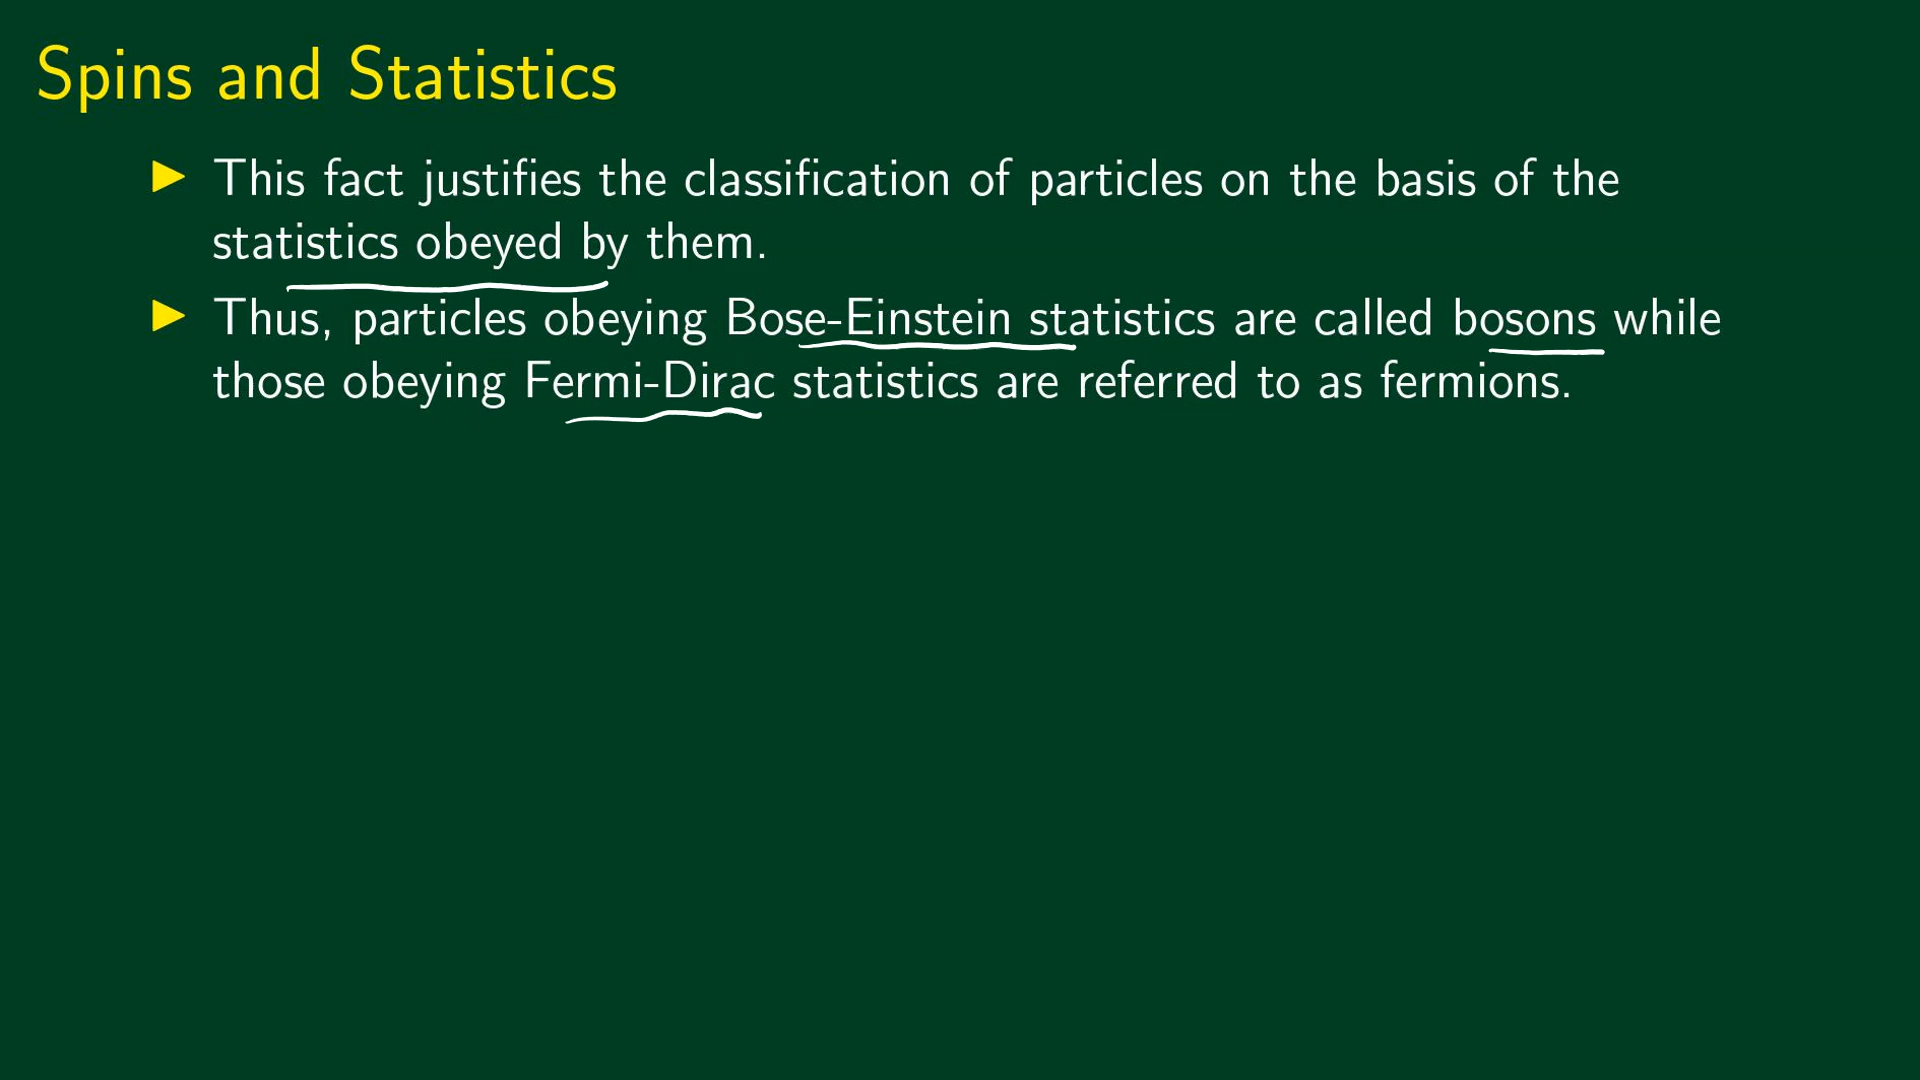 Spins and Statistics
This fact justifies the classification of particles on the basis of the
statistics obeyed by them.
Thus, particles obeying Bose-Einstein statistics are called bosons while
those obeying Fermi-Dirac statistics are referred to as fermions.